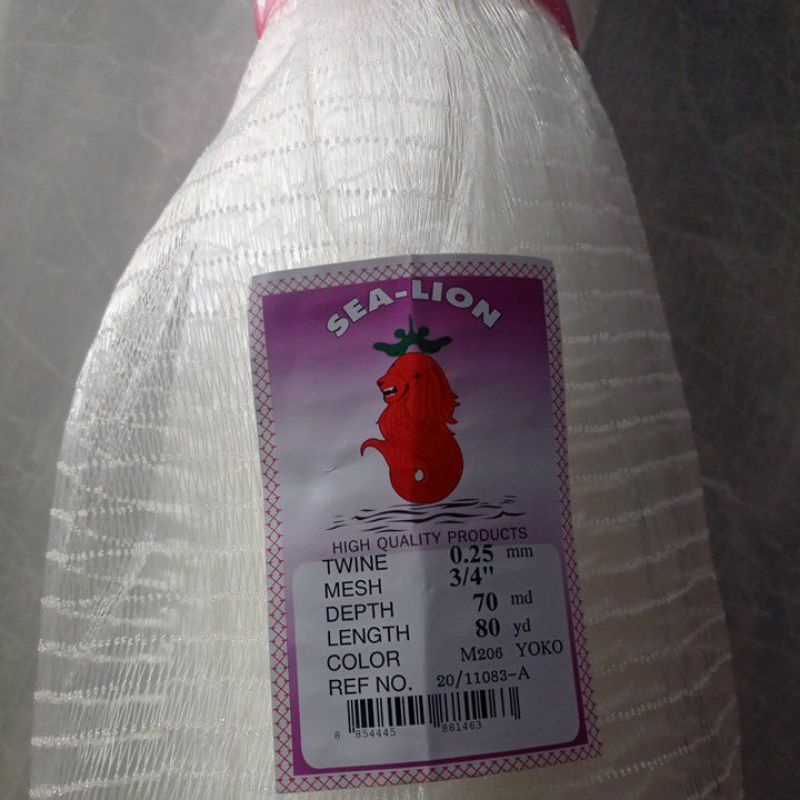 SEA-LION
HIGH QUALITY PRODUCTS
TWINE 0.25 mm
MESH 3/4"
DEPTH 70 md
LENGTH 80 yd
COLOR M206 YOKO
REF NO. 20/11083-A
8 854445 881463